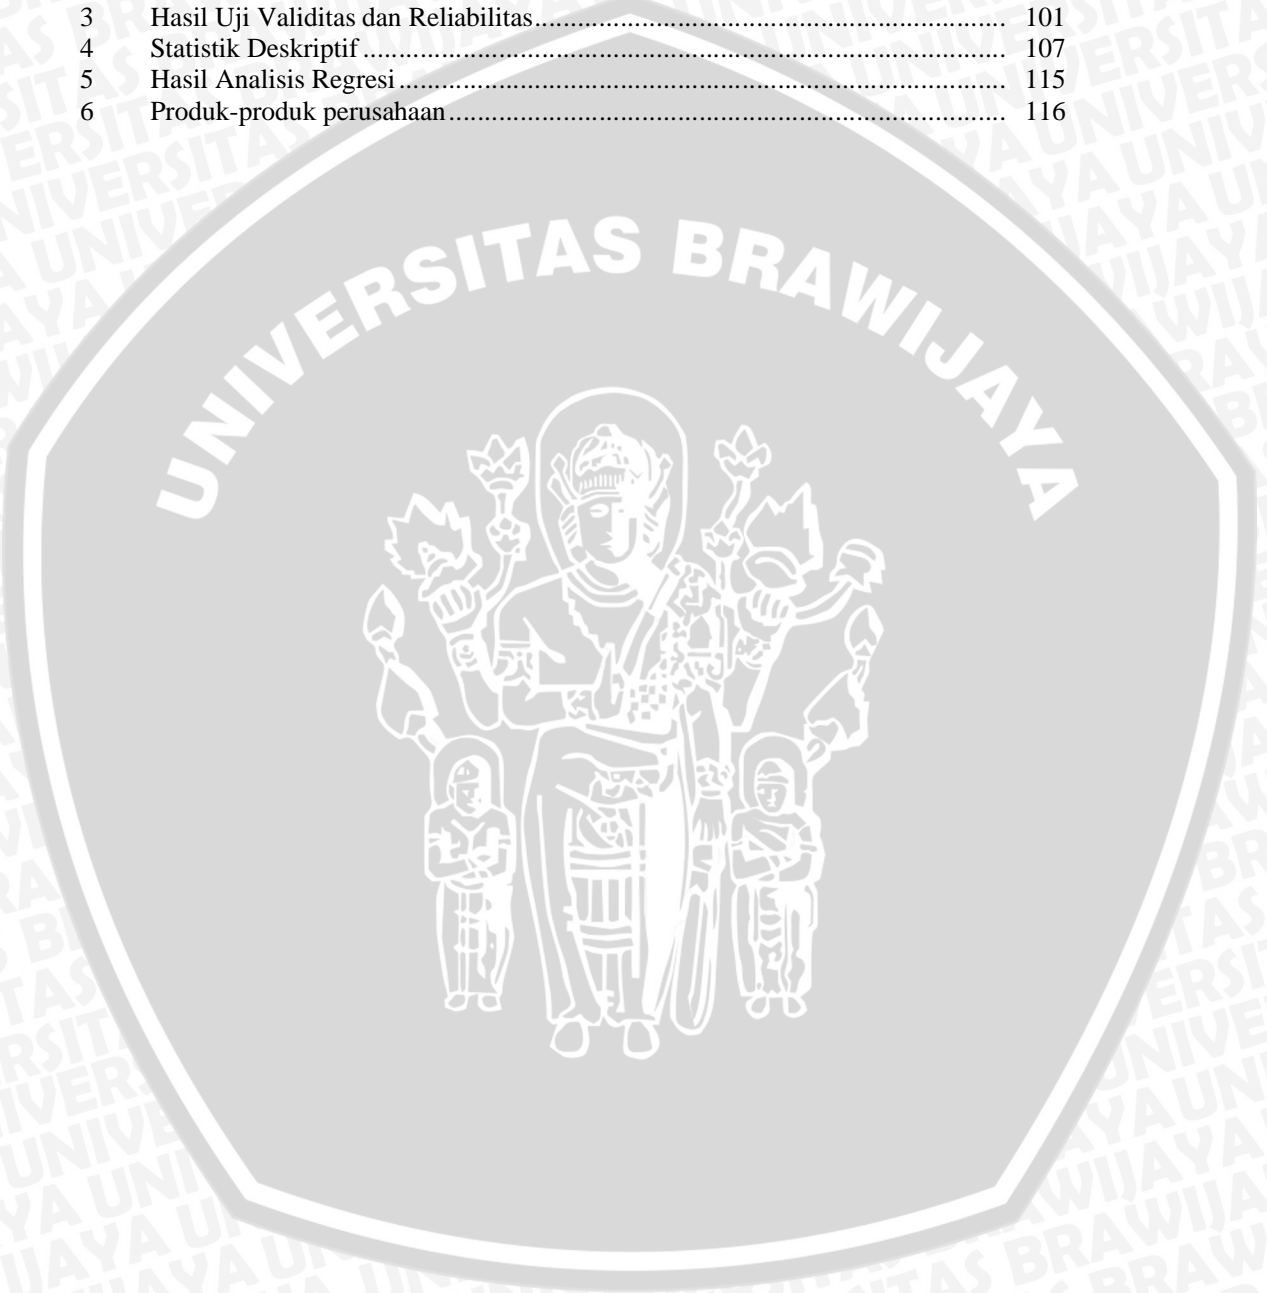 3 Hasil Uji Validitas dan Reliabilitas........................................................................ 101
4 Statistik Deskriptif................................................................................................. 107
5 Hasil Analisis Regresi............................................................................................ 115
6 Produk-produk perusahaan..................................................................................... 116
UNIVERSITAS BRAWIJAYA